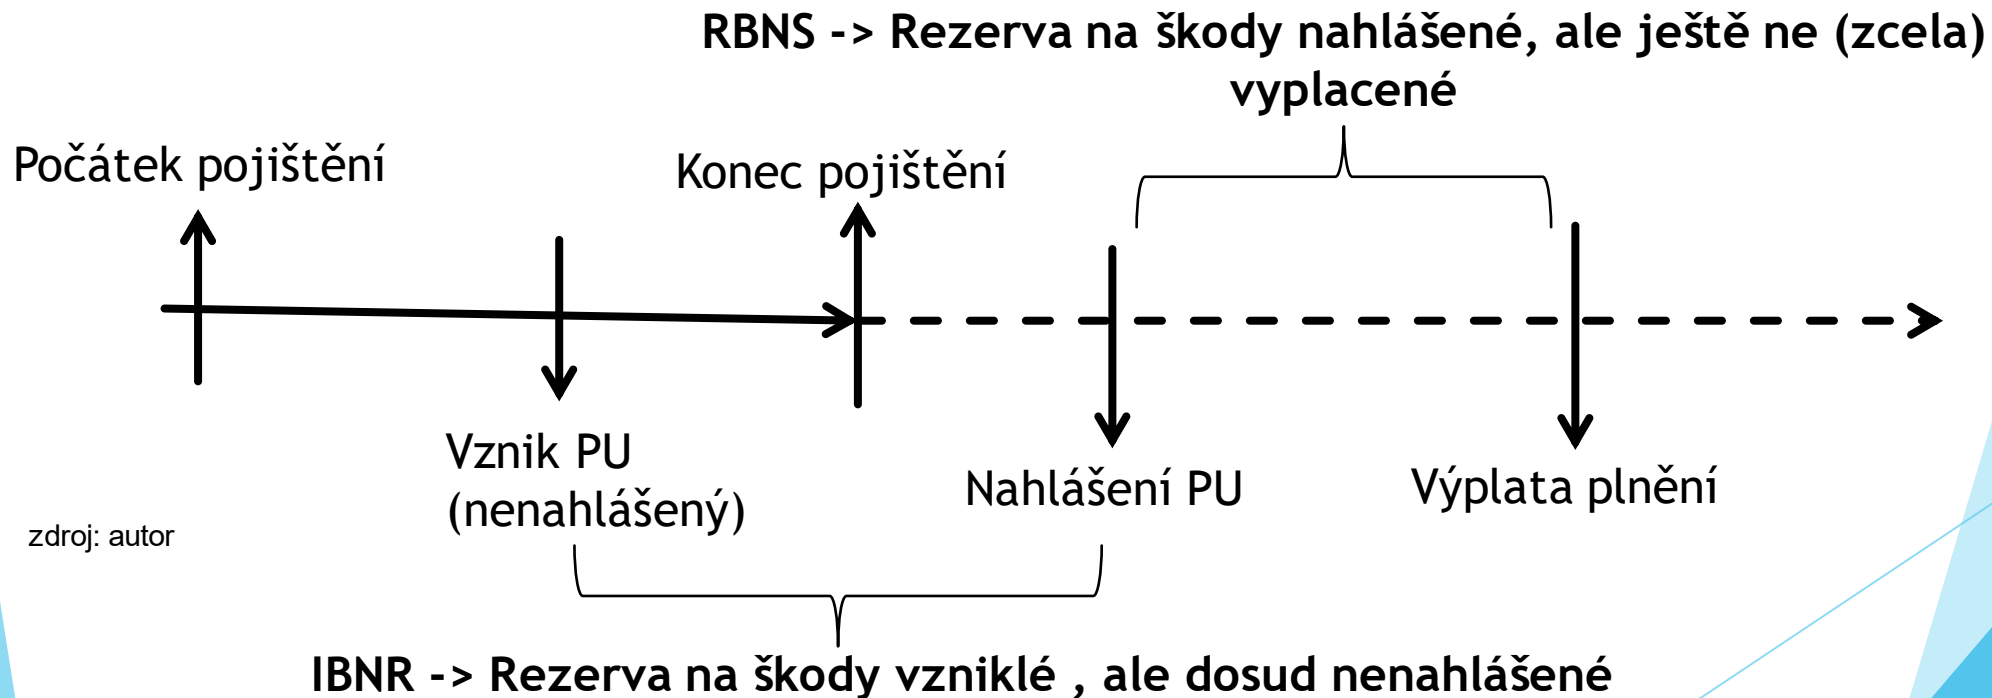 RBNS -> Rezerva na škody nahlášené, ale ještě ne (zcela)
vyplacené
Počátek pojištění
Konec pojištění
Vznik PU
(nenahlášený)
Nahlášení PU
Výplata plnění
zdroj: autor
IBNR -> Rezerva na škody vzniklé , ale dosud nenahlášené